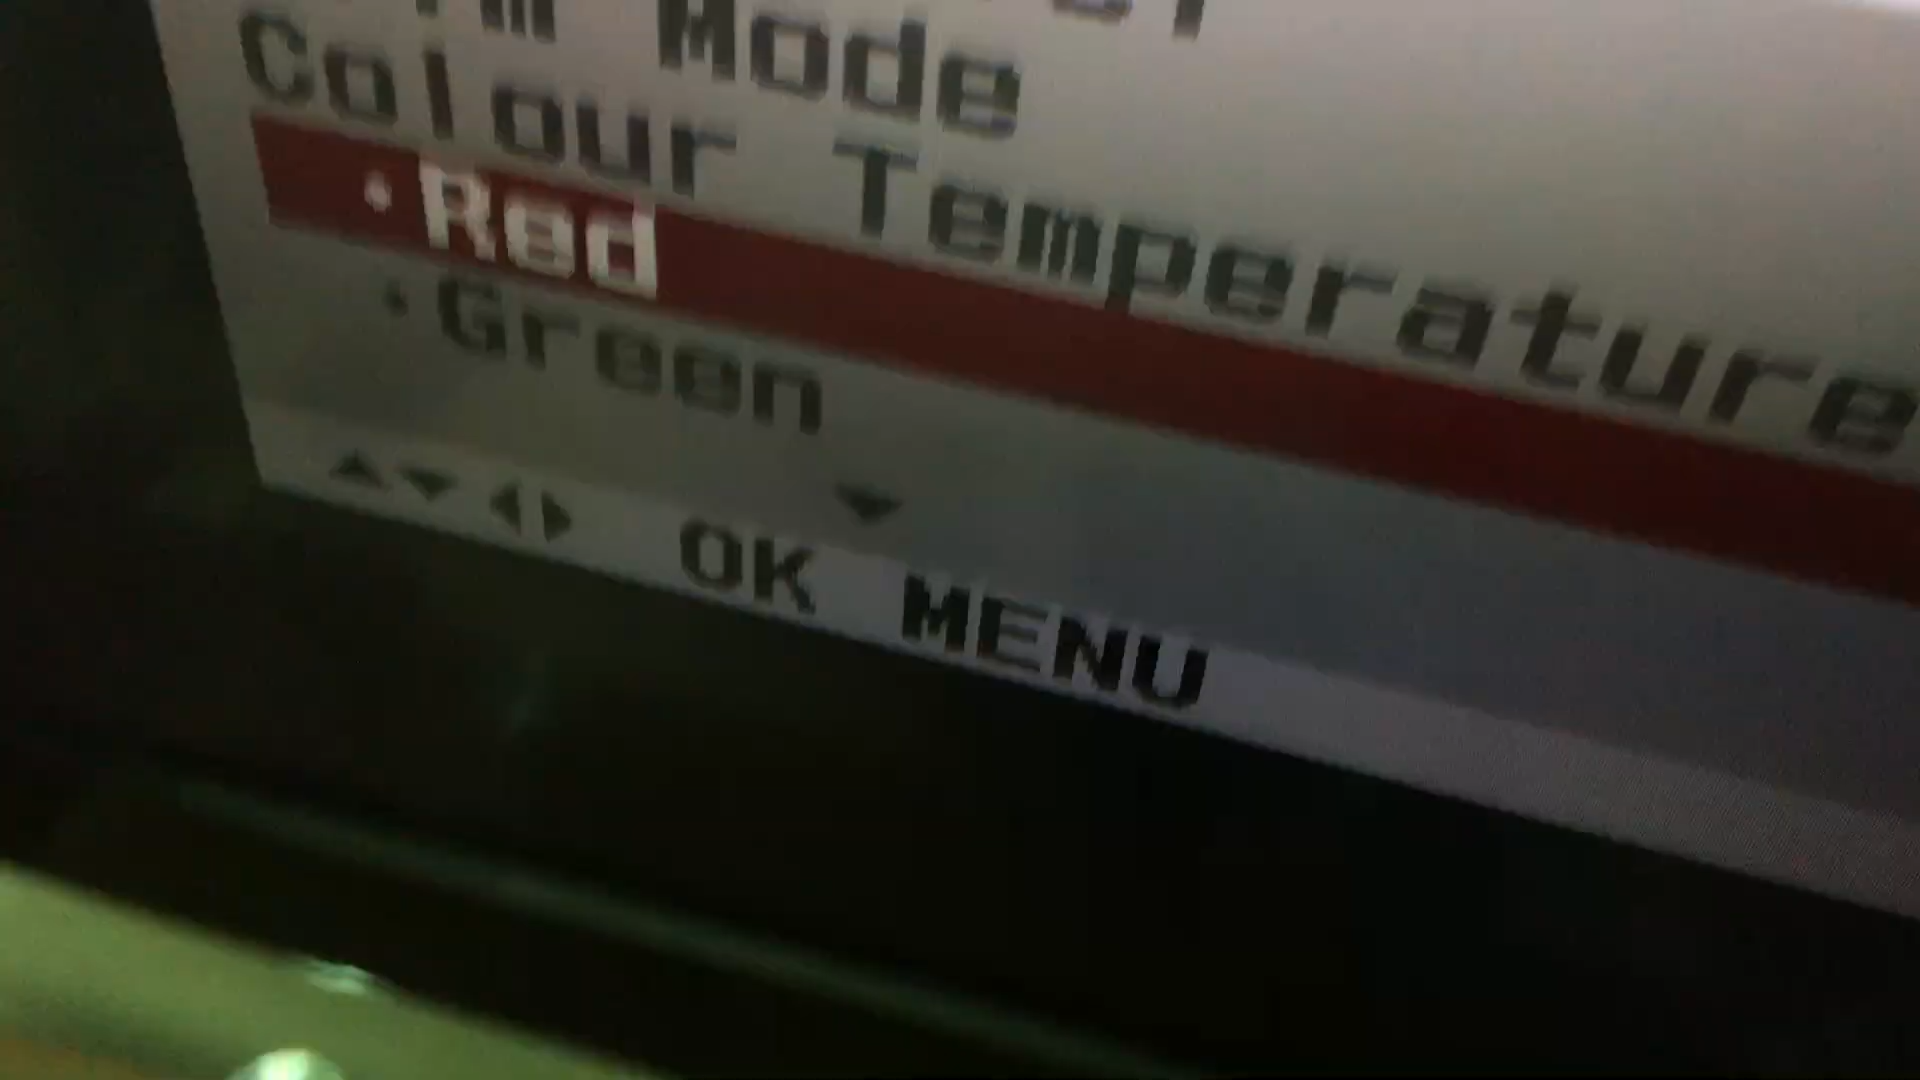 Mode
Colour Temperature
·Red
·Green
▲▼◀▶ OK MENU